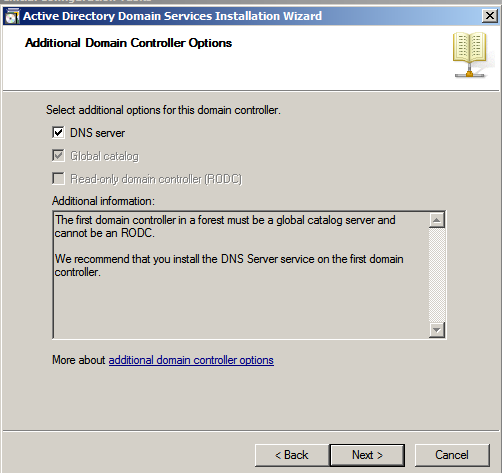 Active Directory Domain Services Installation Wizard
Additional Domain Controller Options
Select additional options for this domain controller.
DNS server
Global catalog
Read-only domain controller (RODC)
Additional information:
The first domain controller in a forest must be a global catalog server and
cannot be an RODC.
We recommend that you install the DNS Server service on the first domain
controller.
More about additional domain controller options
< Back
Next >
Cancel